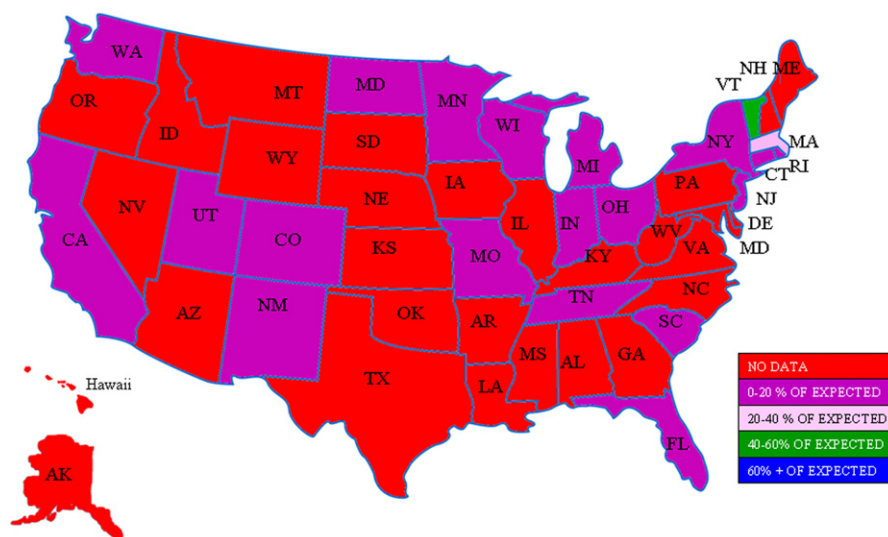 WA
MT
MD
MN
VT
NH
ME
OR
ID
WI
NY
MA
SD
WY
MI
RI
CT
IA
PA
NV
NE
NJ
UT
IL
IN
OH
DE
CA
CO
KS
MO
WV
VA
MD
KY
NC
TN
AZ
NM
OK
AR
SC
MS
AL
GA
TX
LA
Hawaii
FL
AK
NO DATA
0-20 % OF EXPECTED
20-40 % OF EXPECTED
40-60% OF EXPECTED
60% + OF EXPECTED